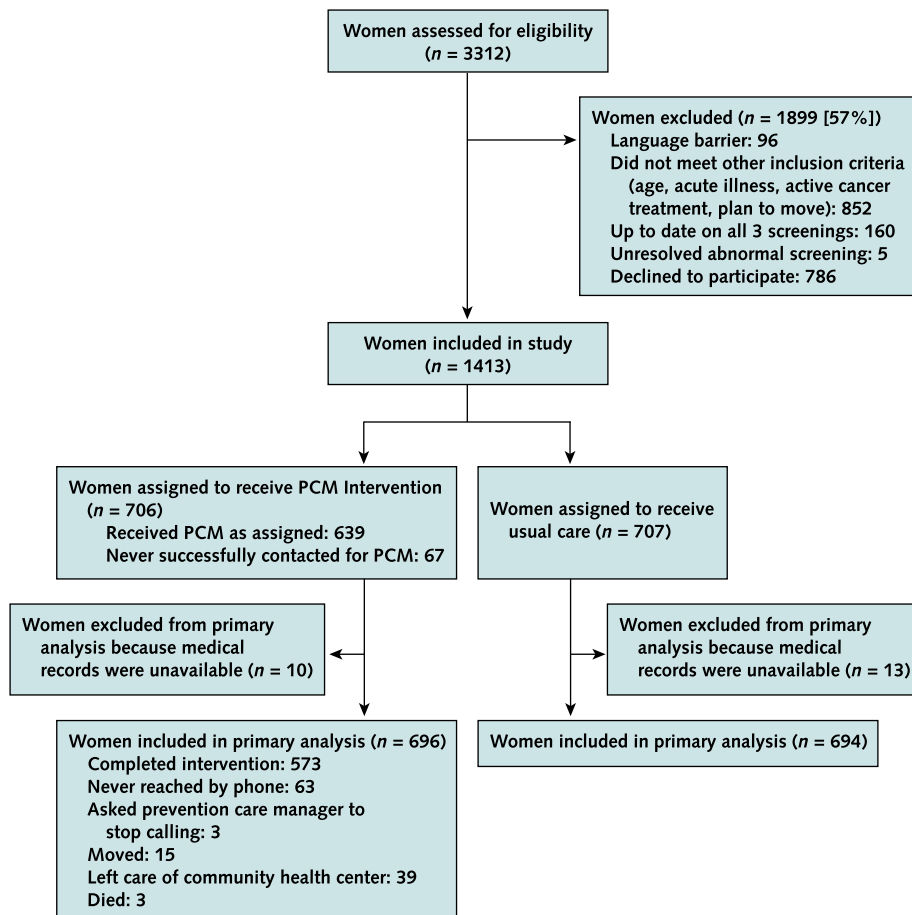 Women assessed for eligibility
(n = 3312)
Women excluded (n = 1899 [57%])
Language barrier: 96
Did not meet other inclusion criteria
(age, acute illness, active cancer
treatment, plan to move): 852
Up to date on all 3 screenings: 160
Unresolved abnormal screening: 5
Declined to participate: 786
Women included in study
(n = 1413)
Women assigned to receive PCM Intervention
(n = 706)
Received PCM as assigned: 639
Never successfully contacted for PCM: 67
Women assigned to receive
usual care (n = 707)
Women excluded from primary
analysis because medical
records were unavailable (n = 10)
Women excluded from primary
analysis because medical
records were unavailable (n = 13)
Women included in primary analysis (n = 696)
Completed intervention: 573
Never reached by phone: 63
Asked prevention care manager to
stop calling: 3
Moved: 15
Left care of community health center: 39
Died: 3
Women included in primary analysis (n = 694)